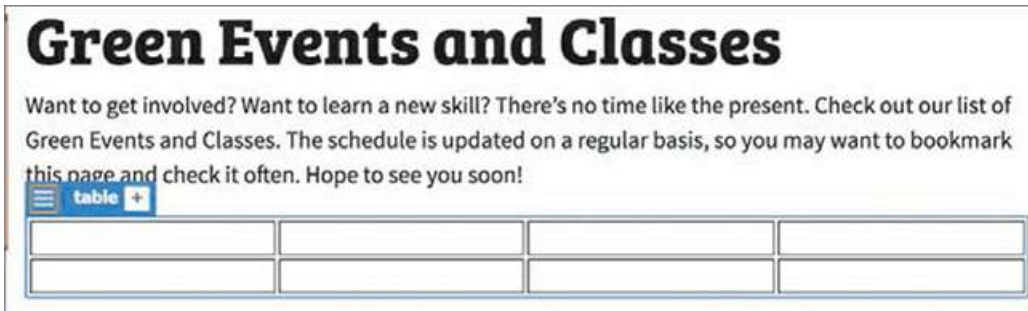 Green Events and Classes
Want to get involved? Want to learn a new skill? There's no time like the present. Check out our list of
Green Events and Classes. The schedule is updated on a regular basis, so you may want to bookmark
this page and check it often. Hope to see you soon!
table +